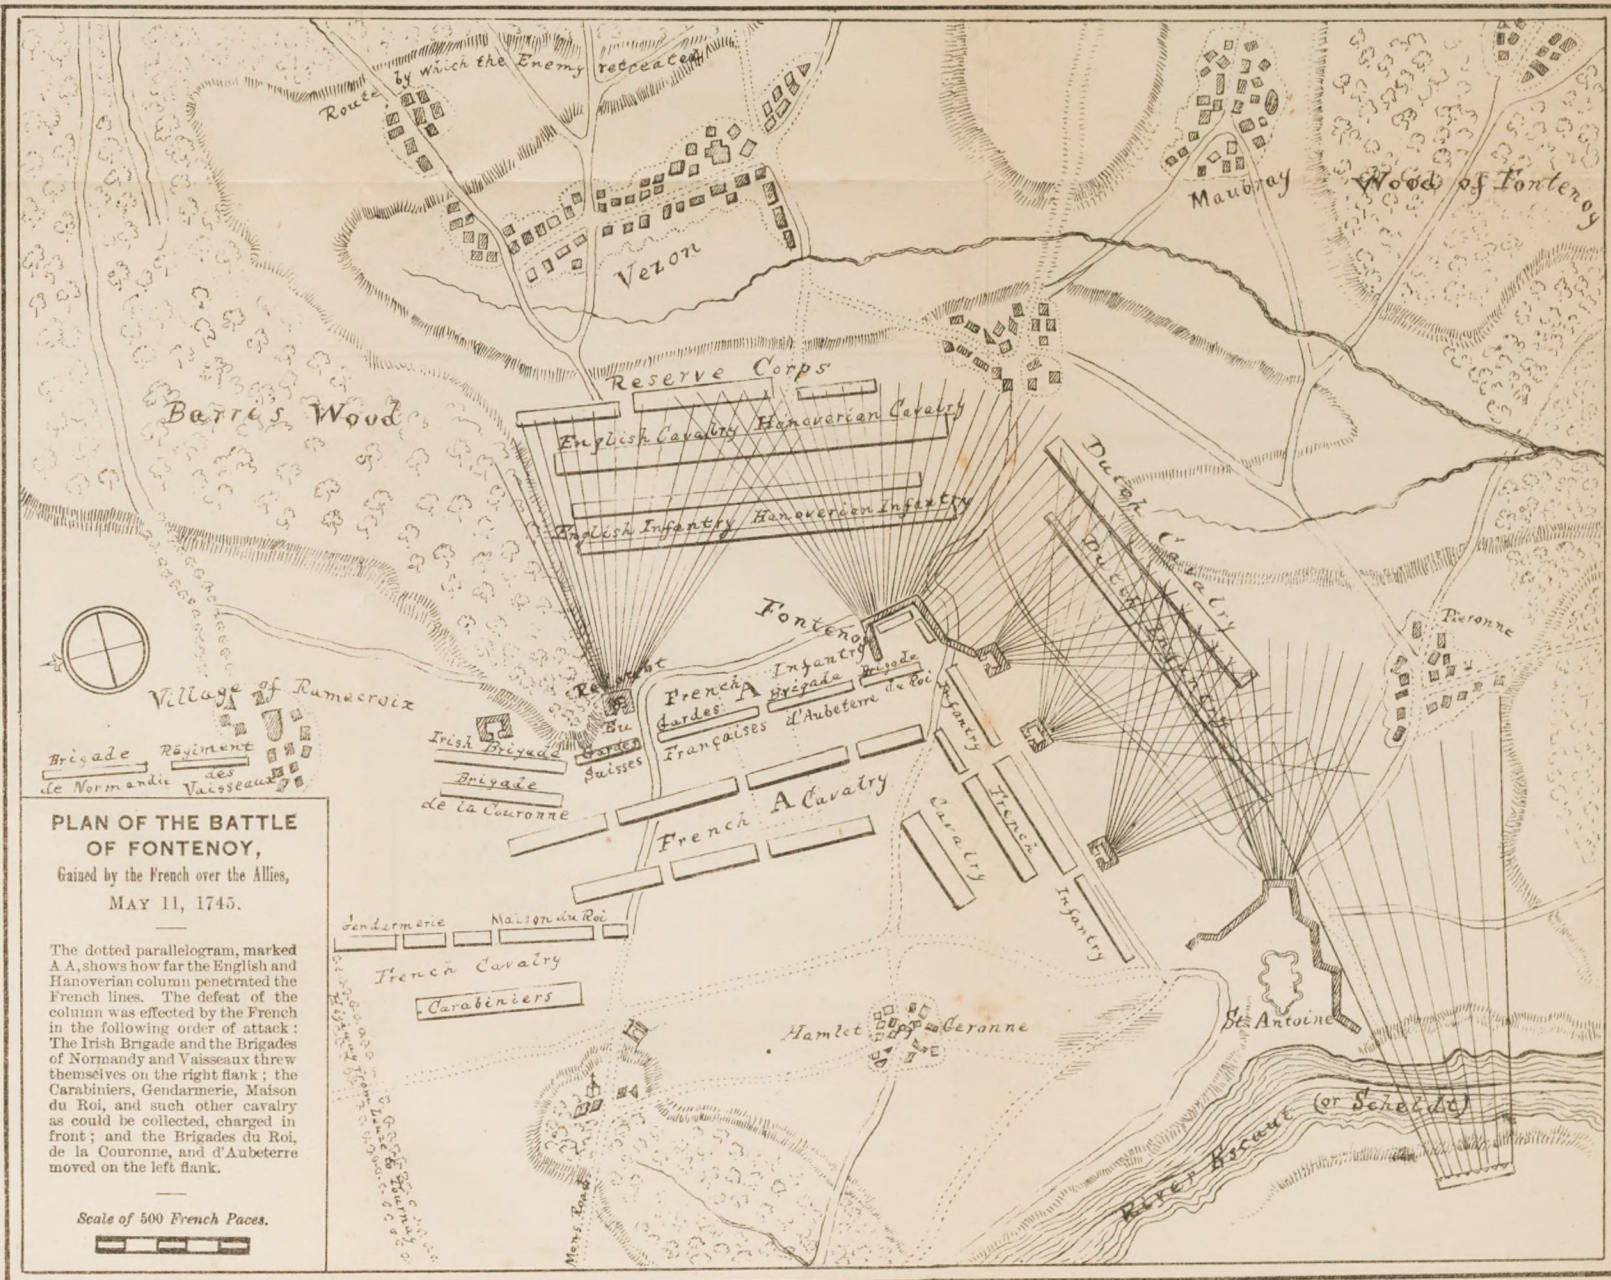 Route by which the Enemy retreated
Maubray
Wood of Fontenoy
Vezon
Barris Wood
Reserve Corps
English Cavalry Hanoverian Cavalry
English Infantry Hanoverian Infantry
Dutch Cavalry
Dutch Infantry
Fontenoy
Pieronne
Village of Ramecroix
Redoubt
Eu
French Infantry
A
Brigade
du Roi
Brigade
d'Aubeterre
Gardes
Françaises
Gardes
Suisses
Irish Brigade
Brigade
de la Couronne
Brigade
de Normandie
Régiment
des
Vaisseaux
French A Cavalry
Infantry
French
Infantry
Cavalry
Gendarmerie
Maison du Roi
French Cavalry
Carabiniers
Hamlet of Ceronne
St. Antoine
River Escaut (or Scheldt)
Mons Road
PLAN OF THE BATTLE
OF FONTENOY,
Gained by the French over the Allies,
MAY 11, 1745.
The dotted parallelogram, marked
A A, shows how far the English and
Hanoverian column penetrated the
French lines. The defeat of the
column was effected by the French
in the following order of attack:
The Irish Brigade and the Brigades
of Normandy and Vaisseaux threw
themselves on the right flank; the
Carabiniers, Gendarmerie, Maison
du Roi, and such other cavalry
as could be collected, charged in
front; and the Brigades du Roi,
de la Couronne, and d'Aubeterre
moved on the left flank.
Scale of 500 French Paces.